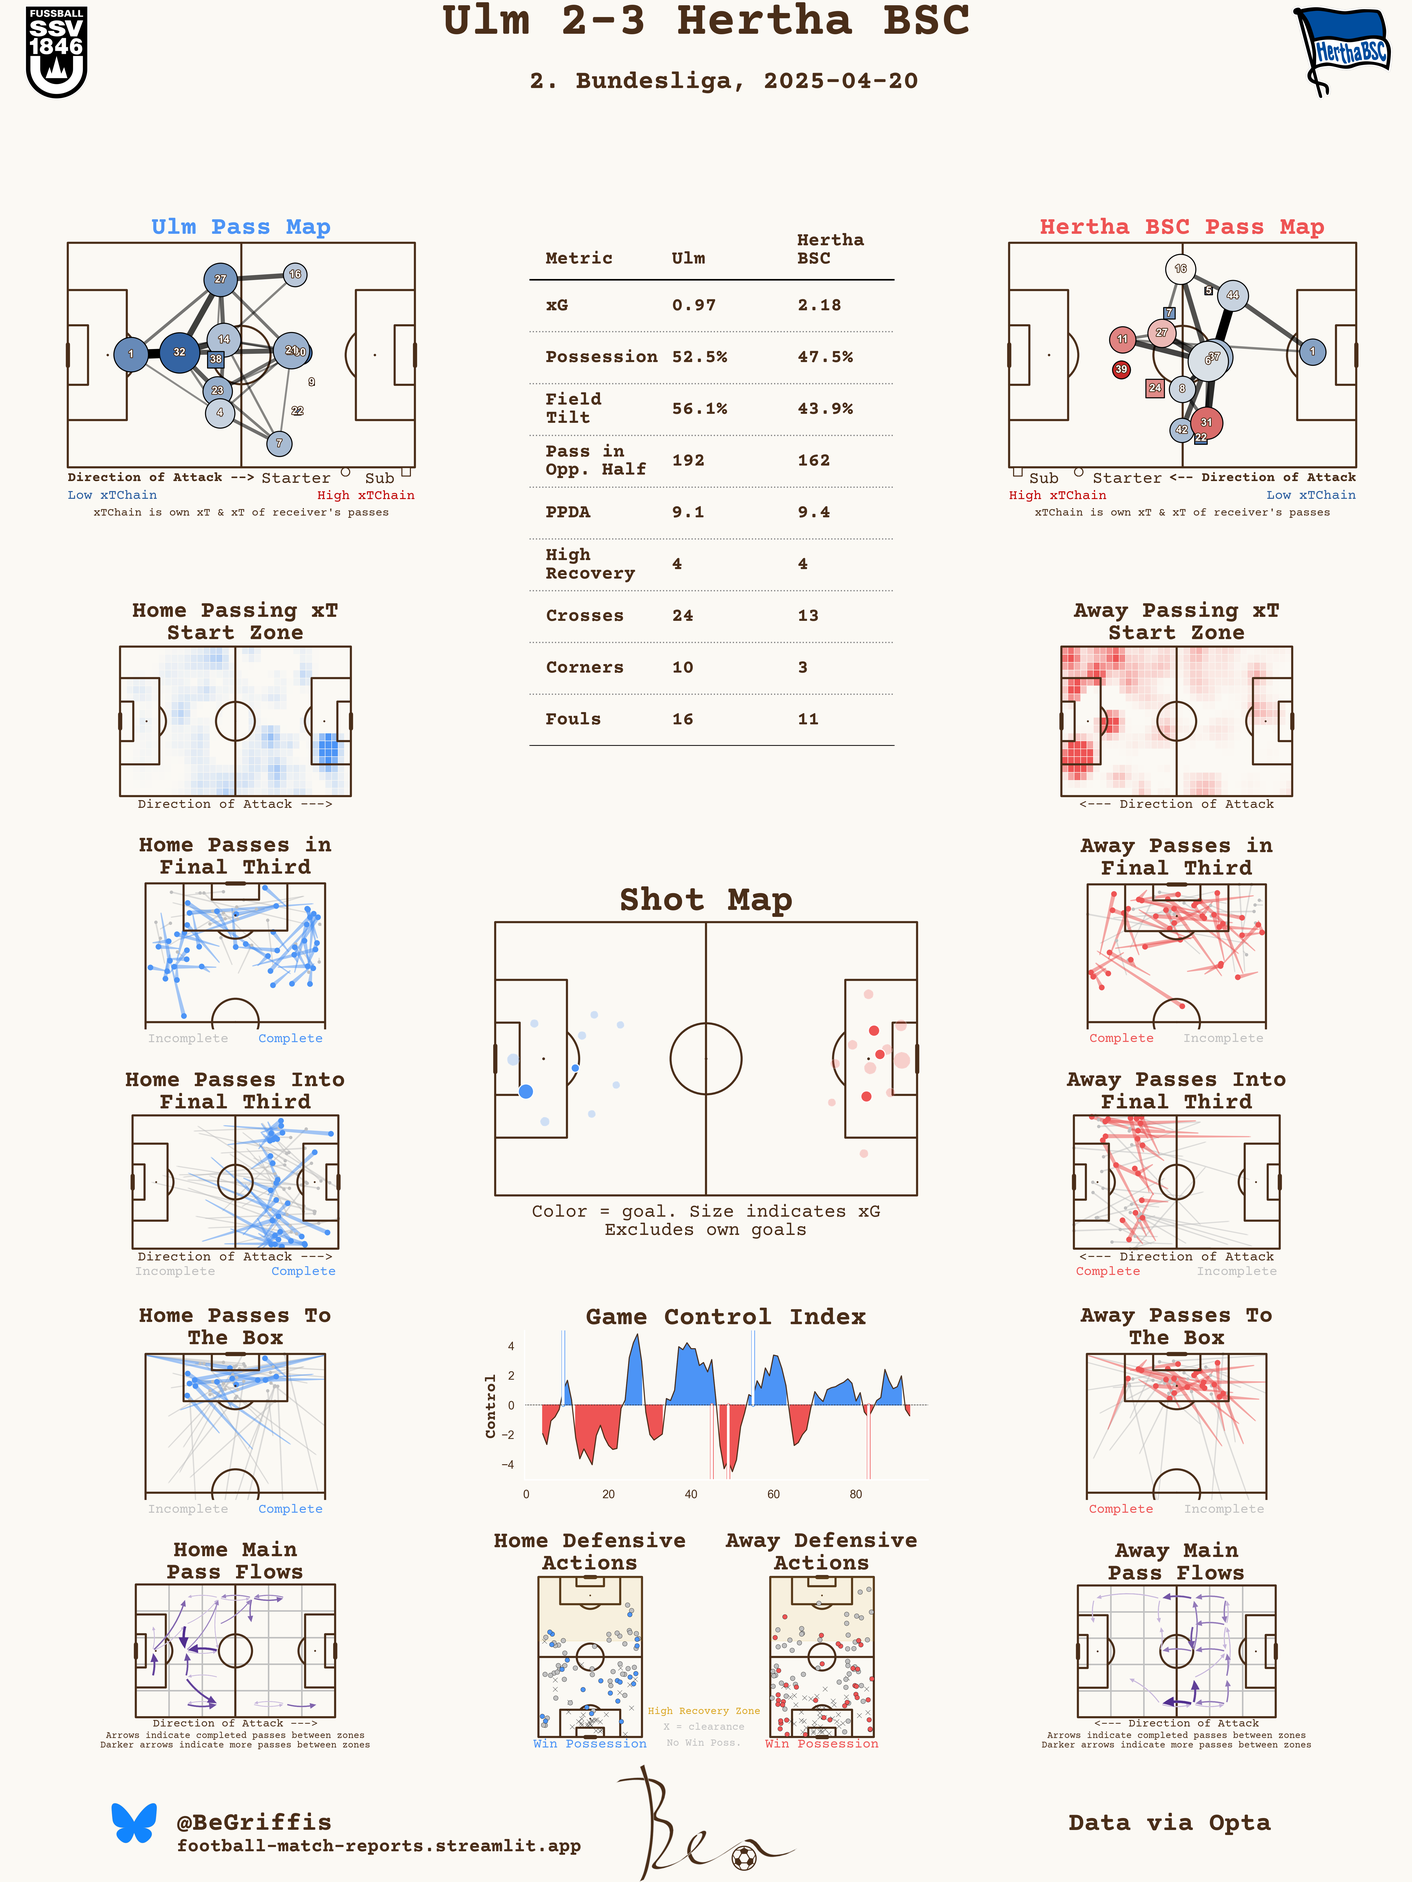 Ulm 2-3 Hertha BSC
2. Bundesliga, 2025-04-20
FUSSBALL
SSV
1846
HerthaBSC
Ulm Pass Map
27
16
14
1
32
38
21
9
23
4
22
7
Direction of Attack --> Starter Sub
Low xTChain High xTChain
xTChain is own xT & xT of receiver's passes
Metric Ulm Hertha BSC
xG 0.97 2.18
Possession 52.5% 47.5%
Field Tilt 56.1% 43.9%
Pass in Opp. Half 192 162
PPDA 9.1 9.4
High Recovery 4 4
Crosses 24 13
Corners 10 3
Fouls 16 11
Hertha BSC Pass Map
16
5
44
7
27
11
37
6
1
39
24
8
31
42
22
Sub Starter <-- Direction of Attack
High xTChain Low xTChain
xTChain is own xT & xT of receiver's passes
Home Passing xT
Start Zone
Direction of Attack --->
Away Passing xT
Start Zone
<--- Direction of Attack
Home Passes in
Final Third
Incomplete Complete
Away Passes in
Final Third
Complete Incomplete
Shot Map
Color = goal. Size indicates xG
Excludes own goals
Home Passes Into
Final Third
Direction of Attack --->
Incomplete Complete
Away Passes Into
Final Third
<--- Direction of Attack
Complete Incomplete
Home Passes To
The Box
Incomplete Complete
Game Control Index
Control
4
2
0
−2
−4
0 20 40 60 80
Away Passes To
The Box
Complete Incomplete
Home Main
Pass Flows
Direction of Attack --->
Arrows indicate completed passes between zones
Darker arrows indicate more passes between zones
Home Defensive
Actions
Win Possession
High Recovery Zone
X = clearance
No Win Poss.
Away Defensive
Actions
Win Possession
Away Main
Pass Flows
<--- Direction of Attack
Arrows indicate completed passes between zones
Darker arrows indicate more passes between zones
@BeGriffis
football-match-reports.streamlit.app
Ben
Data via Opta